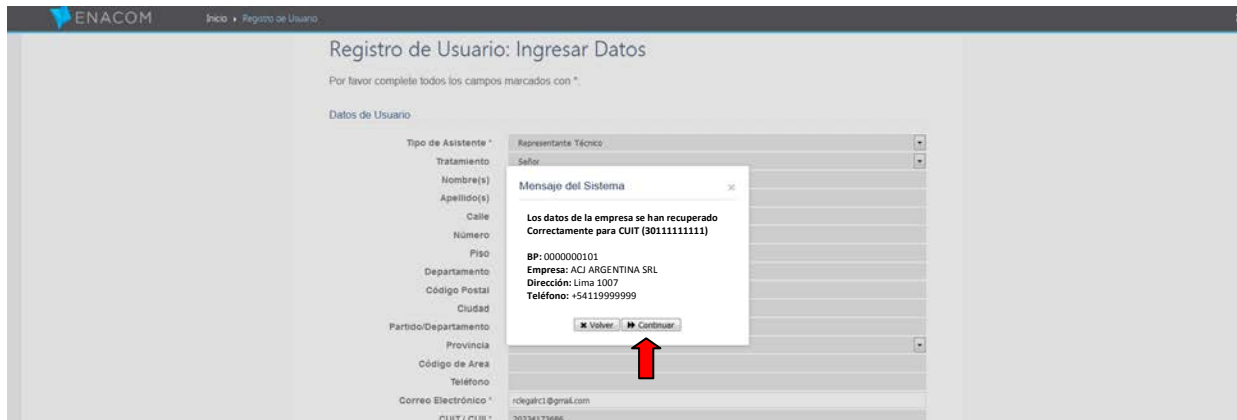 ENACOM
Inicio
Registro de Usuario
Registro de Usuario: Ingresar Datos
Por favor complete todos los campos marcados con *.
Datos de Usuario
Tipo de Asistente * Representante Técnico
Tratamiento Señor
Nombre(s)
Apellido(s)
Calle
Número
Piso
Departamento
Código Postal
Ciudad
Partido/Departamento
Provincia
Código de Area
Teléfono
Correo Electrónico *
CUIT / CUIL *
Mensaje del Sistema
Los datos de la empresa se han recuperado
Correctamente para CUIT (30111111111)
BP: 0000000101
Empresa: ACJ ARGENTINA SRL
Dirección: Lima 1007
Teléfono: +54119999999
Volver Continuar